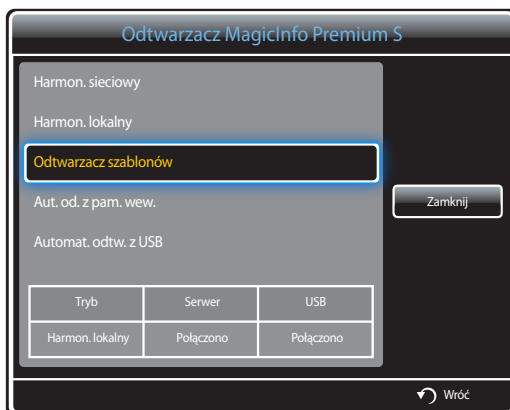 Odtwarzacz MagicInfo Premium S
Harmon. sieciowy
Harmon. lokalny
Odtwarzacz szablonów
Aut. od. z pam. wew.
Zamknij
Automat. odtw. z USB
Tryb Serwer USB
Harmon. lokalny Połączono Połączono
Wróć